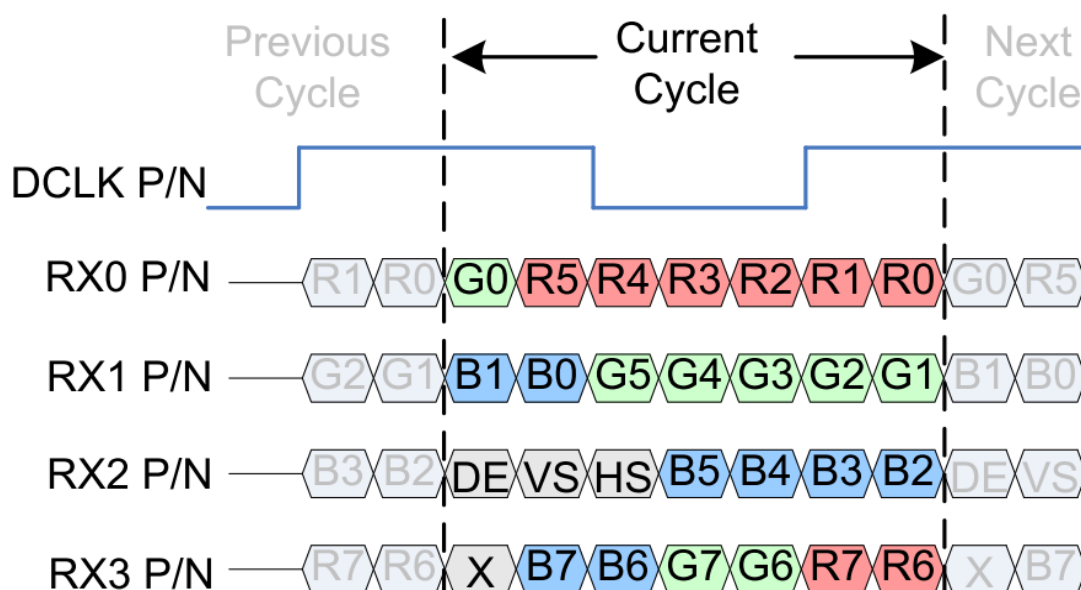 Previous Cycle Current Cycle Next Cycle
DCLK P/N
RX0 P/N R1 R0 G0 R5 R4 R3 R2 R1 R0 G0 R5
RX1 P/N G2 G1 B1 B0 G5 G4 G3 G2 G1 B1 B0
RX2 P/N B3 B2 DE VS HS B5 B4 B3 B2 DE VS
RX3 P/N R7 R6 X B7 B6 G7 G6 R7 R6 X B7